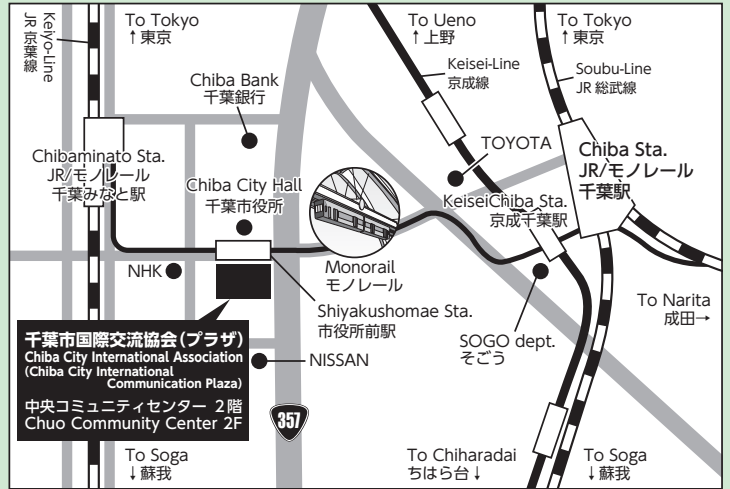 Keiyo-Line
JR 京葉線
To Tokyo
↑東京
To Ueno
↑上野
To Tokyo
↑東京
Keisei-Line
京成線
Soubu-Line
JR 総武線
Chiba Bank
千葉銀行
TOYOTA
Chibaminato Sta.
JR/モノレール
千葉みなと駅
Chiba Sta.
JR/モノレール
千葉駅
Chiba City Hall
千葉市役所
KeiseiChiba Sta.
京成千葉駅
NHK
Monorail
モノレール
Shiyakushomae Sta.
市役所前駅
To Narita
成田→
SOGO dept.
そごう
千葉市国際交流協会(プラザ)
Chiba City International Association
(Chiba City International
Communication Plaza)
中央コミュニティセンター 2階
Chuo Community Center 2F
NISSAN
357
To Soga
↓蘇我
To Chiharadai
ちはら台↓
To Soga
↓蘇我